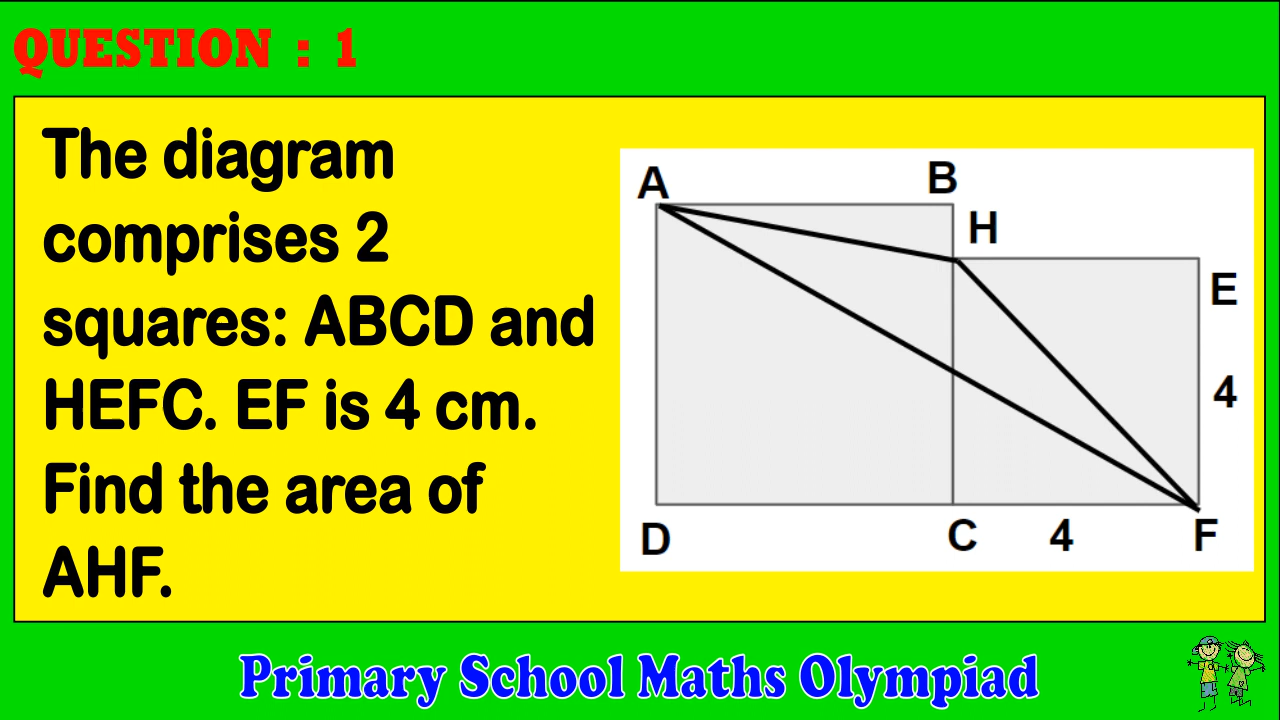 QUESTION : 1
The diagram
comprises 2
squares: ABCD and
HEFC. EF is 4 cm.
Find the area of
AHF.
A
B
H
E
4
D
C
4
F
Primary School Maths Olympiad